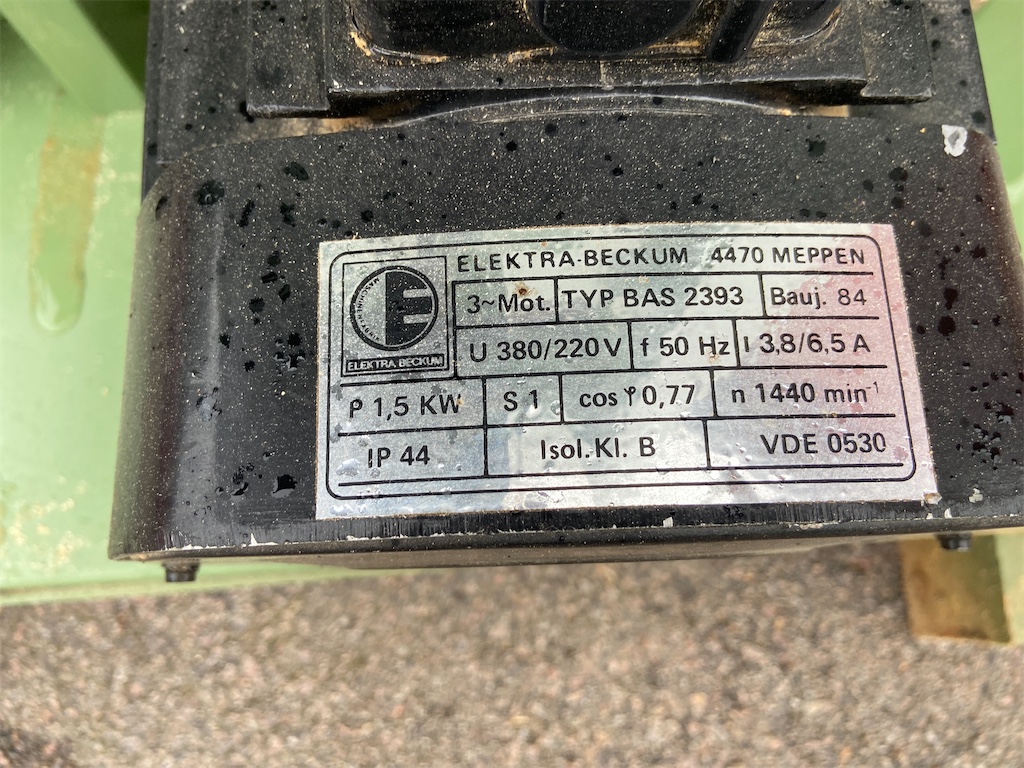 ELEKTRA-BECKUM 4470 MEPPEN
3~Mot. TYP BAS 2393 Bauj. 84
U 380/220 V f 50 Hz I 3,8/6,5 A
ELEKTRA BECKUM
P 1,5 KW S 1 cos φ 0,77 n 1440 min⁻¹
IP 44 Isol. Kl. B VDE 0530